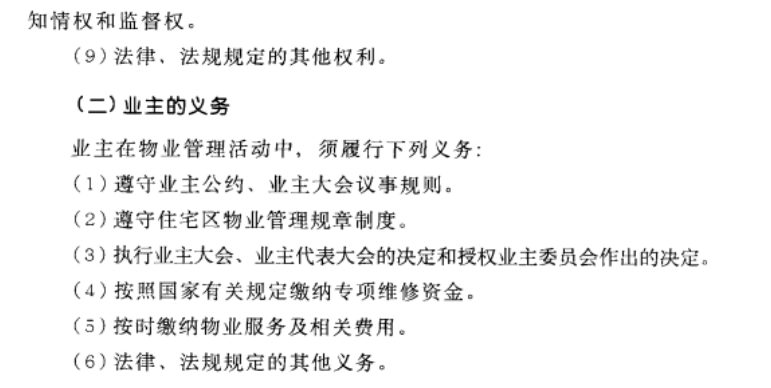 知情权和监督权。
(9)法律、法规规定的其他权利。
(二)业主的义务
业主在物业管理活动中，须履行下列义务：
(1)遵守业主公约、业主大会议事规则。
(2)遵守住宅区物业管理规章制度。
(3)执行业主大会、业主代表大会的决定和授权业主委员会作出的决定。
(4)按照国家有关规定缴纳专项维修资金。
(5)按时缴纳物业服务及相关费用。
(6)法律、法规规定的其他义务。